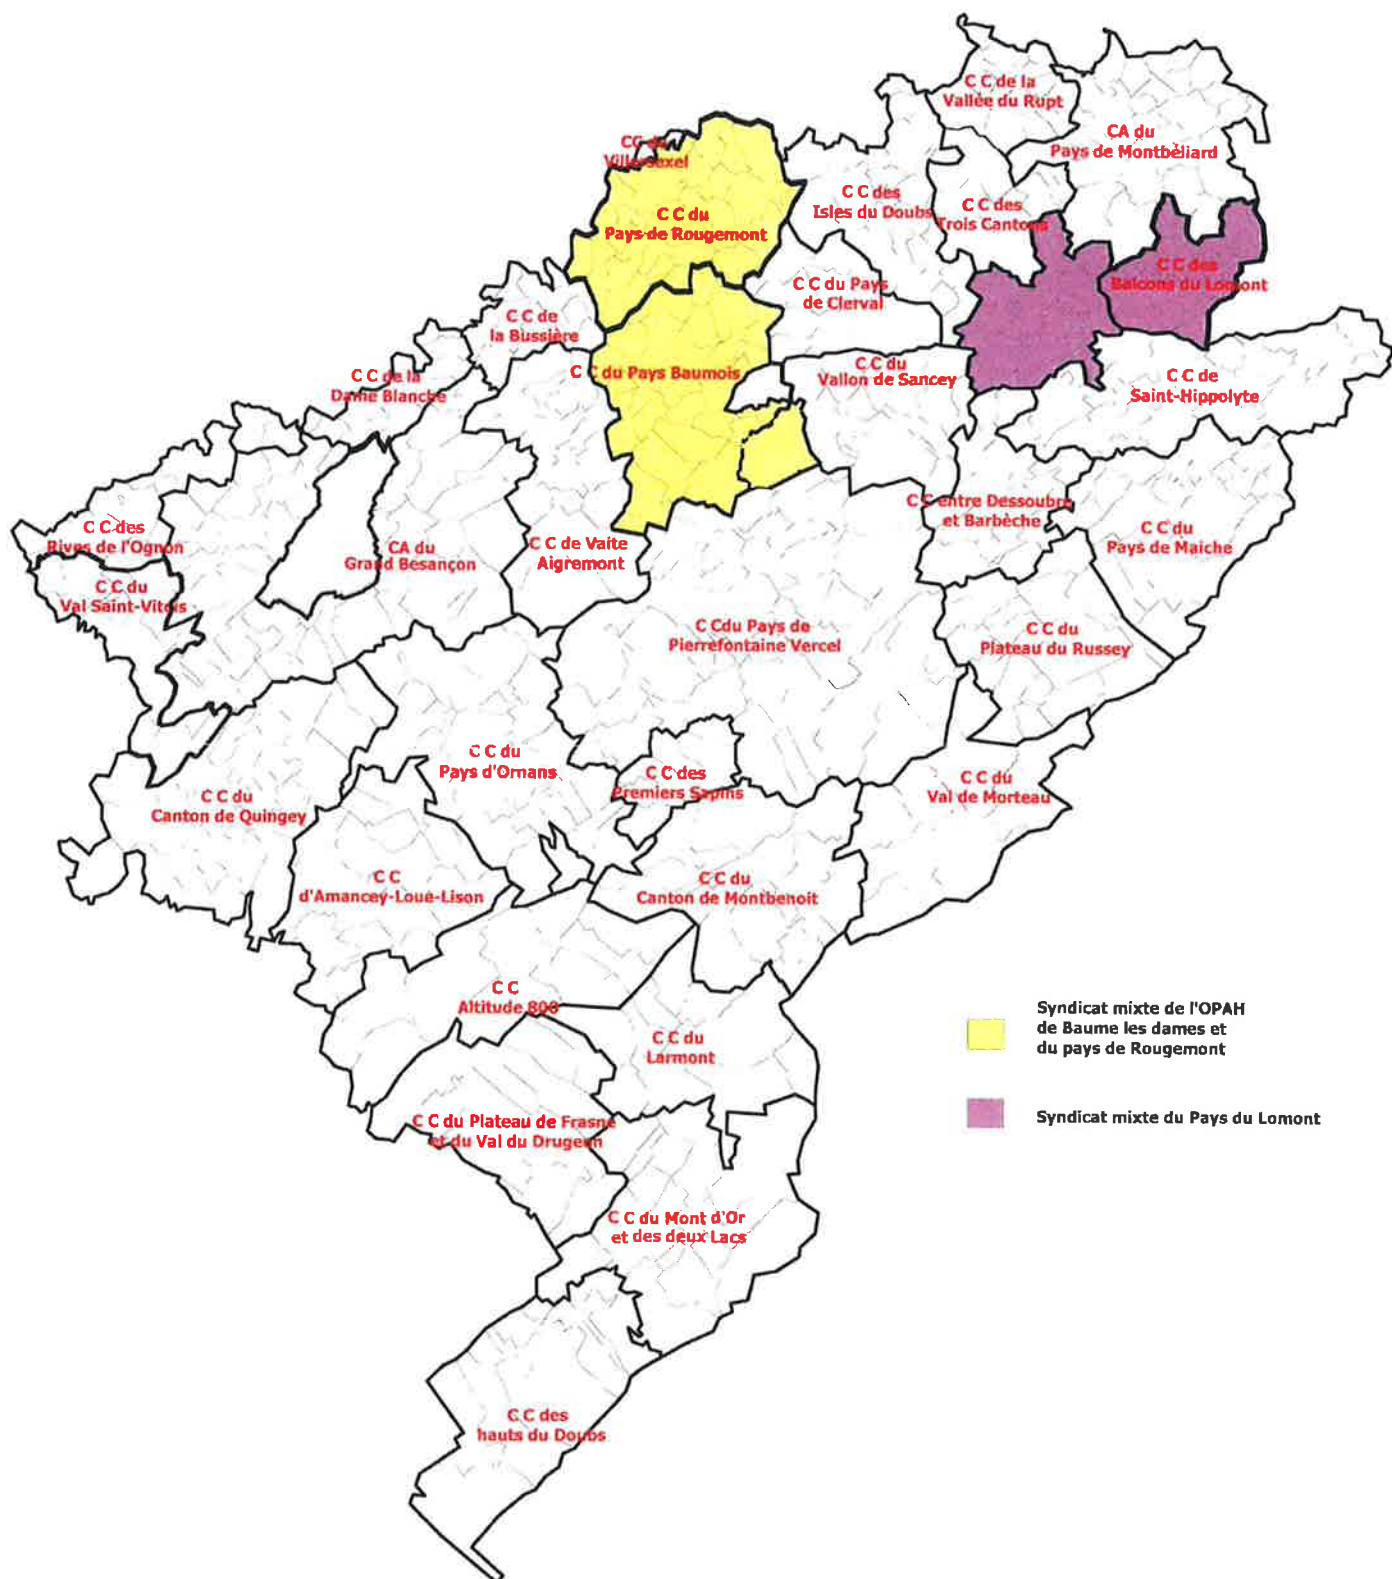 C C de la
Vallée du Rupt
CA du
Pays de Montbéliard
CC de
Villersexel
C C des
Isles du Doubs
C C des
Trois Cantons
C C du
Pays de Rougemont
C C des
Balcons du Lomont
C C du Pays
de Clerval
C C de
la Bussière
C C du Pays Baumois
C C du
Vallon de Sancey
C C de
Saint-Hippolyte
C C de la
Dame Blanche
C C entre Dessoubre
et Barbèche
C C du
Pays de Maiche
C C des
Rives de l'Ognon
CA du
Grand Besançon
C C de Vaite
Aigremont
C C du
Val Saint-Vitois
C Cdu Pays de
Pierrefontaine Vercel
C C du
Plateau du Russey
C C du
Pays d'Ornans
C C des
Premiers Sapins
C C du
Val de Morteau
C C du
Canton de Quingey
C C
d'Amancey-Loue-Lison
C C du
Canton de Montbenoit
C C
Altitude 800
C C du
Larmont
Syndicat mixte de l'OPAH
de Baume les dames et
du pays de Rougemont
Syndicat mixte du Pays du Lomont
C C du Plateau de Frasne
et du Val du Drugeon
C C du Mont d'Or
et des deux Lacs
C C des
hauts du Doubs